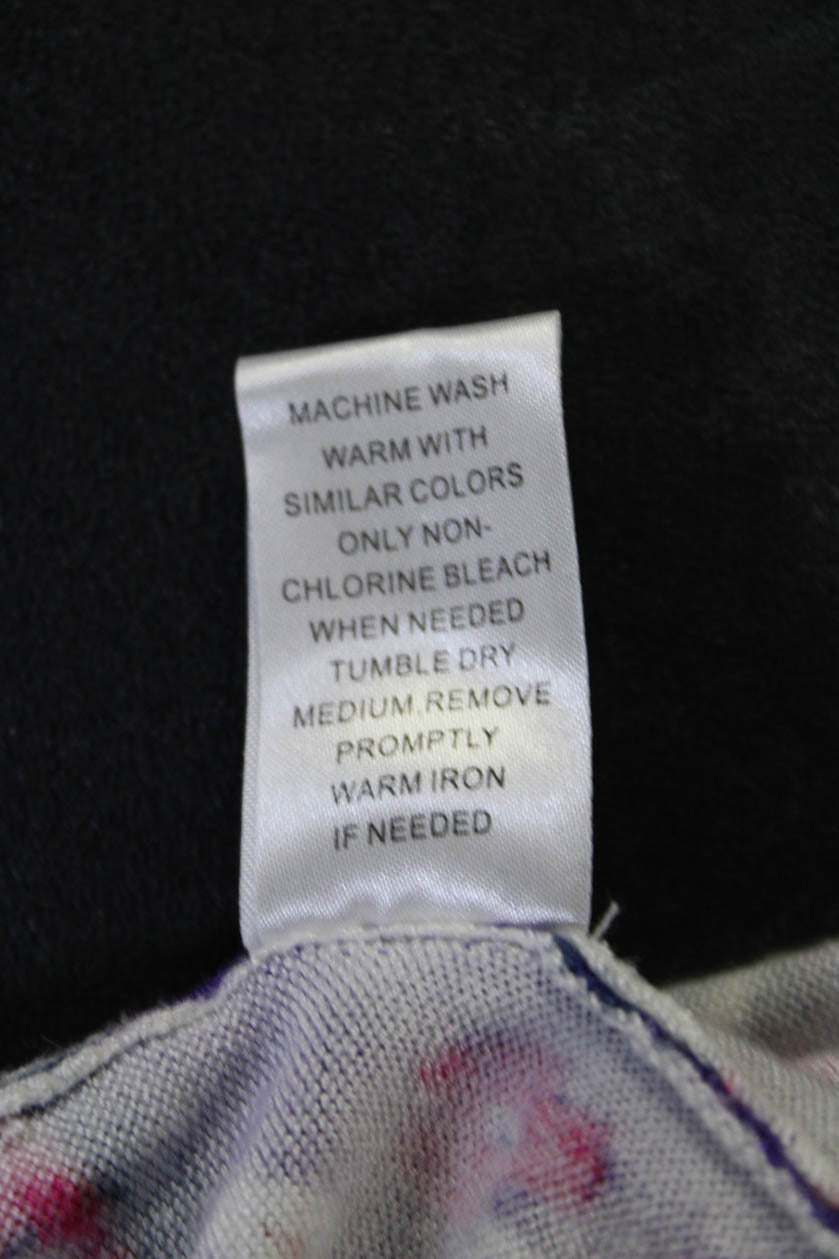 MACHINE WASH
WARM WITH
SIMILAR COLORS
ONLY NON-
CHLORINE BLEACH
WHEN NEEDED
TUMBLE DRY
MEDIUM.REMOVE
PROMPTLY
WARM IRON
IF NEEDED